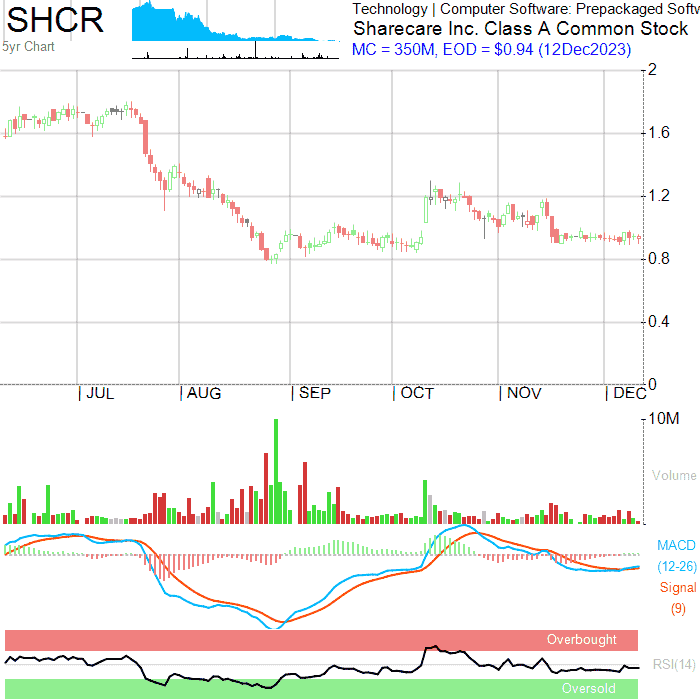 SHCR
5yr Chart
Technology | Computer Software: Prepackaged Softw
Sharecare Inc. Class A Common Stock
MC = 350M, EOD = $0.94 (12Dec2023)
2
1.6
1.2
0.8
0.4
0
JUL AUG SEP OCT NOV DEC
10M
Volume
MACD
(12-26)
Signal
(9)
Overbought
RSI(14)
Oversold